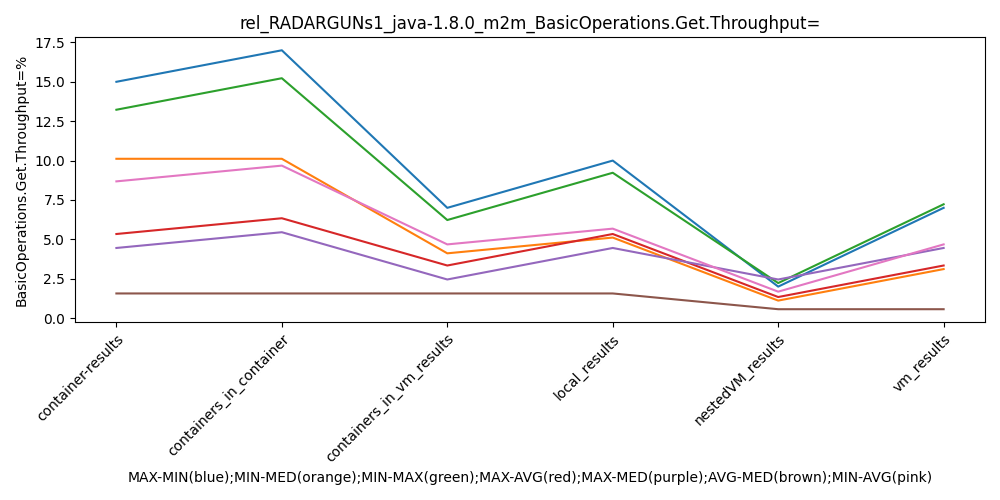 rel_RADARGUNs1_java-1.8.0_m2m_BasicOperations.Get.Throughput=
BasicOperations.Get.Throughput=%
17.5
15.0
12.5
10.0
7.5
5.0
2.5
0.0
container-results
containers_in_container
containers_in_vm_results
local_results
nestedVM_results
vm_results
MAX-MIN(blue);MIN-MED(orange);MIN-MAX(green);MAX-AVG(red);MAX-MED(purple);AVG-MED(brown);MIN-AVG(pink)